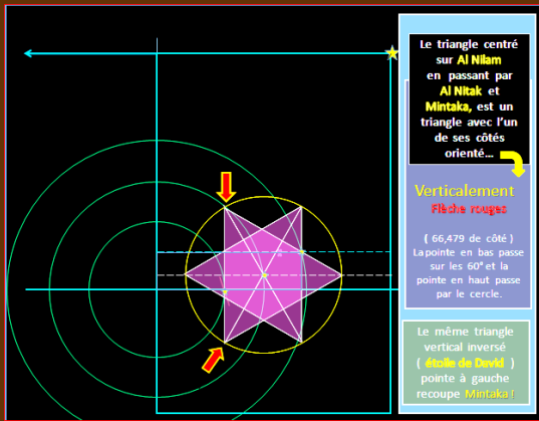 Le triangle centré
sur Al Nilam
en passant par
Al Nitak et
Mintaka, est un
triangle avec l'un
de ses côtés
orienté...
Verticalement
Flèche rouges
( 66,479 de côté )
La pointe en bas passe
sur les 60° et la
pointe en haut passe
par le cercle.
Le même triangle
vertical inversé
( étoile de David )
pointe à gauche
recoupe Mintaka !